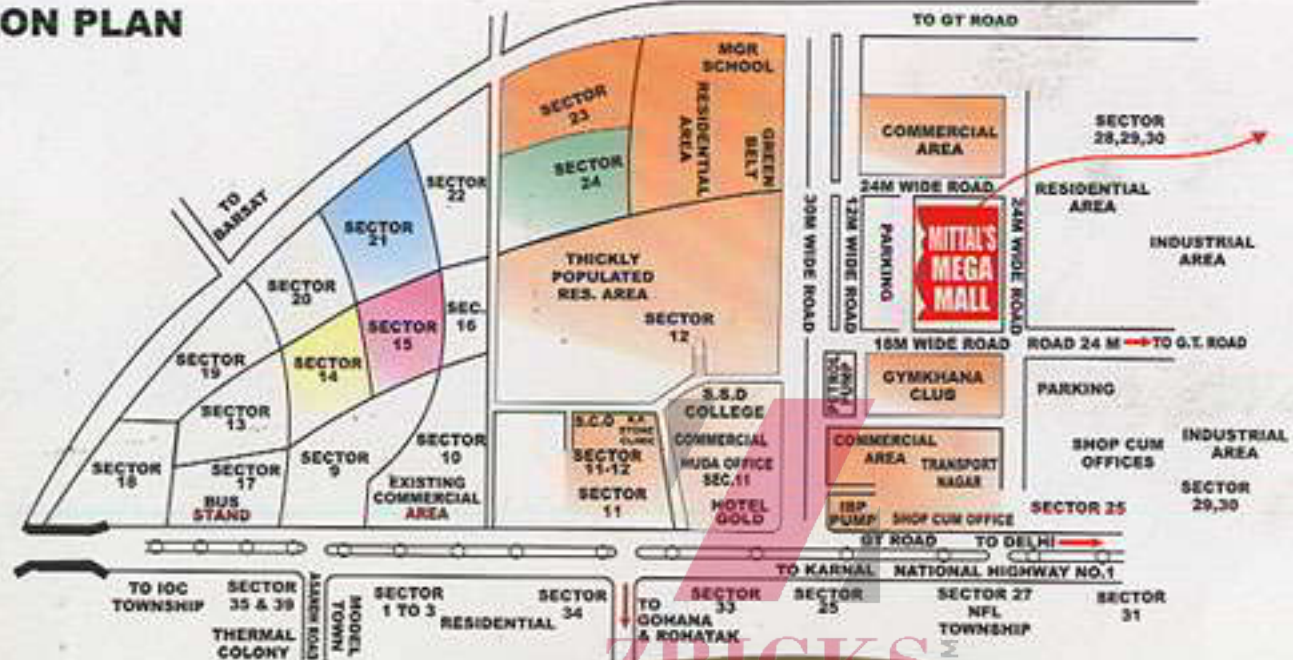 ON PLAN
TO GT ROAD
MGR
SCHOOL
SECTOR
23
RESIDENTIAL
AREA
GREEN
BELT
COMMERCIAL
AREA
SECTOR
28,29,30
SECTOR
24
SECTOR
22
24M WIDE ROAD
RESIDENTIAL
AREA
TO
BARSAT
SECTOR
21
30M WIDE ROAD
12M WIDE ROAD
PARKING
MITTAL'S
MEGA
MALL
24M WIDE ROAD
INDUSTRIAL
AREA
THICKLY
POPULATED
RES. AREA
SECTOR
20
SECTOR
12
SEC.
16
SECTOR
15
18M WIDE ROAD
ROAD 24 M
TO G.T. ROAD
SECTOR
19
SECTOR
14
PETROL
PUMP
GYMKHANA
CLUB
PARKING
S.S.D
COLLEGE
SECTOR
13
S.C.O
STONE
CLINIC
COMMERCIAL
SECTOR
10
SECTOR
9
SECTOR
11-12
HUDA OFFICE
SEC.11
COMMERCIAL
AREA
TRANSPORT
NAGAR
SHOP CUM
OFFICES
INDUSTRIAL
AREA
SECTOR
18
SECTOR
17
BUS
STAND
EXISTING
COMMERCIAL
AREA
SECTOR
11
HOTEL
GOLD
IBP
PUMP
SHOP CUM OFFICE
SECTOR 25
SECTOR
29,30
GT ROAD
TO DELHI
TO KARNAL
NATIONAL HIGHWAY NO.1
TO IOC
TOWNSHIP
SECTOR
35 & 39
THERMAL
COLONY
ASANDH ROAD
MODEL
TOWN
SECTOR
1 TO 3
RESIDENTIAL
SECTOR
34
TO
GOHANA
& ROHATAK
SECTOR
33
SECTOR
25
SECTOR 27
NFL
TOWNSHIP
SECTOR
31
ZRICKS